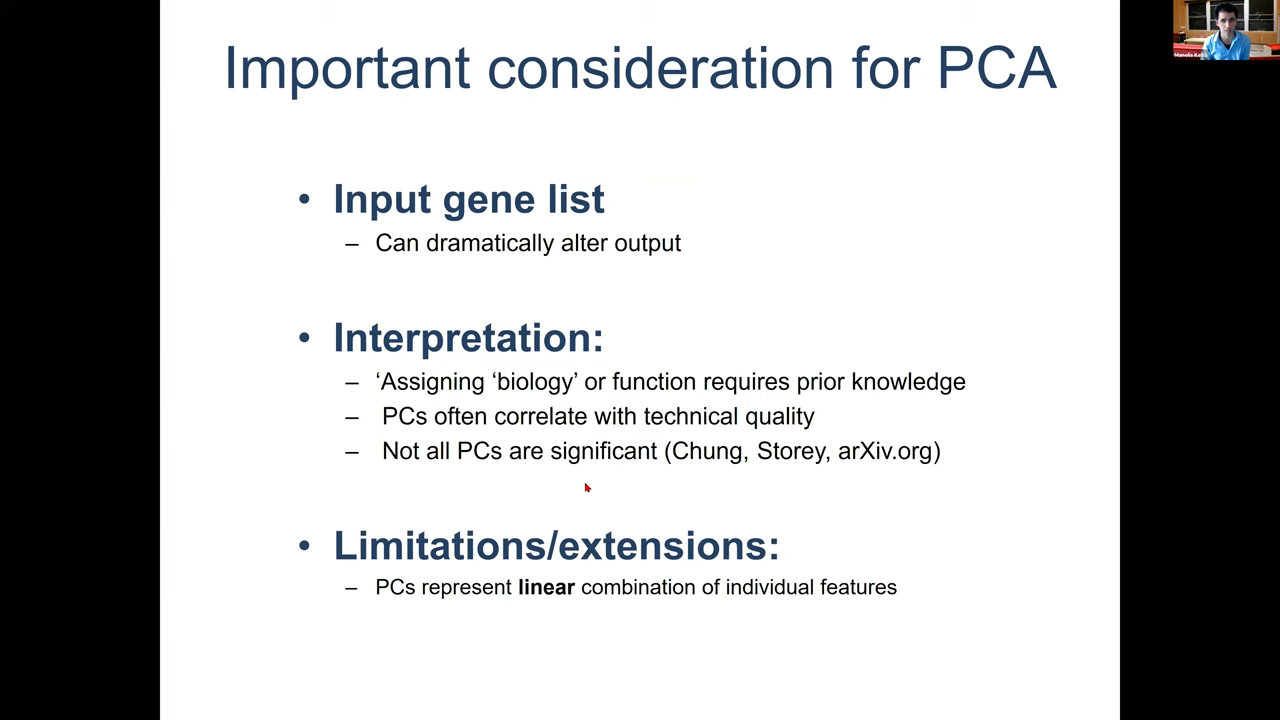 Important consideration for PCA
Manolis
• Input gene list
– Can dramatically alter output
• Interpretation:
– ‘Assigning ‘biology’ or function requires prior knowledge
– PCs often correlate with technical quality
– Not all PCs are significant (Chung, Storey, arXiv.org)
• Limitations/extensions:
– PCs represent linear combination of individual features